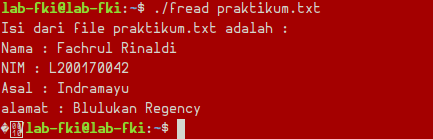 lab-fki@lab-fki:~$ ./fread praktikum.txt
Isi dari file praktikum.txt adalah :
Nama : Fachrul Rinaldi
NIM : L200170042
Asal : Indramayu
alamat : Blulukan Regency
�lab-fki@lab-fki:~$